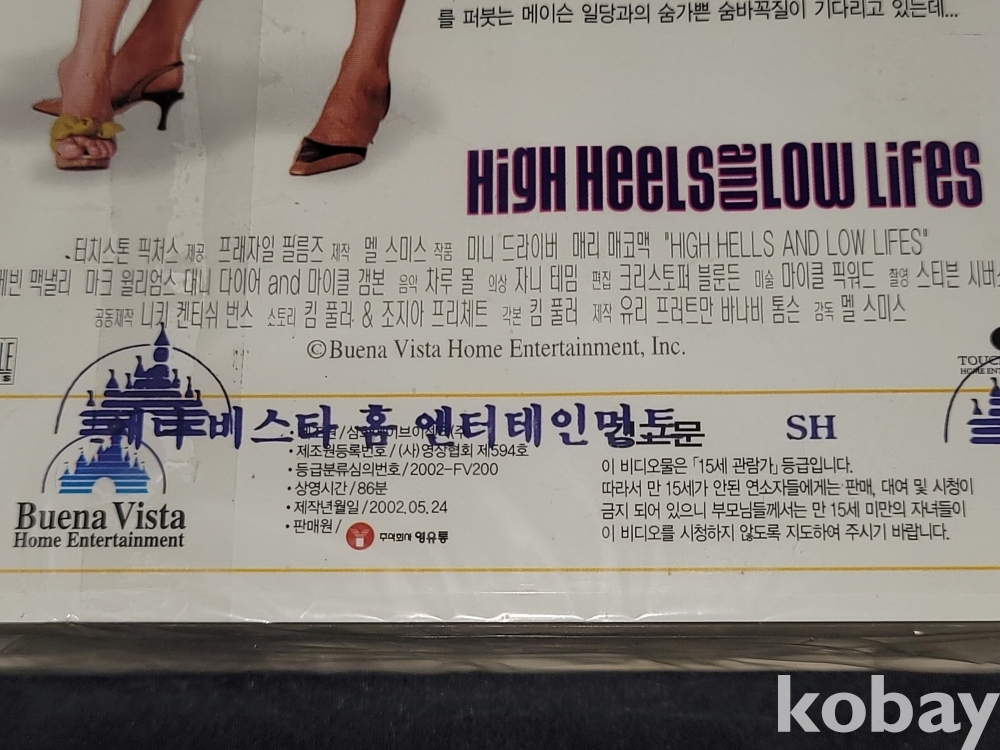 를 퍼붓는 메이슨 일당과의 숨가쁜 숨바꼭질이 기다리고 있는데...
HigH HeeLS and LOW LifeS
터치스톤 픽처스 제공 프래자일 필름즈 제작 멜 스미스 작품 미니 드라이버 매리 매코맥 "HIGH HELLS AND LOW LIFES"
케빈 맥낼리 마크 윌리엄스 대니 다이어 and 마이클 갬본 음악 차루 몰 의상 자니 테밈 편집 크리스토퍼 블룬든 미술 마이클 픽워드 촬영 스티븐 시버
공동제작 니키 켄티쉬 번스 스토리 킴 풀러 & 조지아 프리체트 각본 킴 풀러 제작 유리 프러트만 바나비 톰슨 감독 멜 스미스
©Buena Vista Home Entertainment, Inc.
TOUC
HOME ENT
비스타 홈 엔터테인먼트
SH
• 제조원등록번호 / (사)영상협회 제594호
• 등급분류심의번호 / 2002-FV200
• 상영시간 / 86분
• 제작년월일 / 2002.05.24
• 판매원 / 주식회사 영유통
Buena Vista
Home Entertainment
이 비디오물은 「15세 관람가」 등급입니다.
따라서 만 15세가 안된 연소자들에게는 판매, 대여 및 시청이
금지 되어 있으니 부모님들께서는 만 15세 미만의 자녀들이
이 비디오를 시청하지 않도록 지도하여 주시기 바랍니다.
kobay